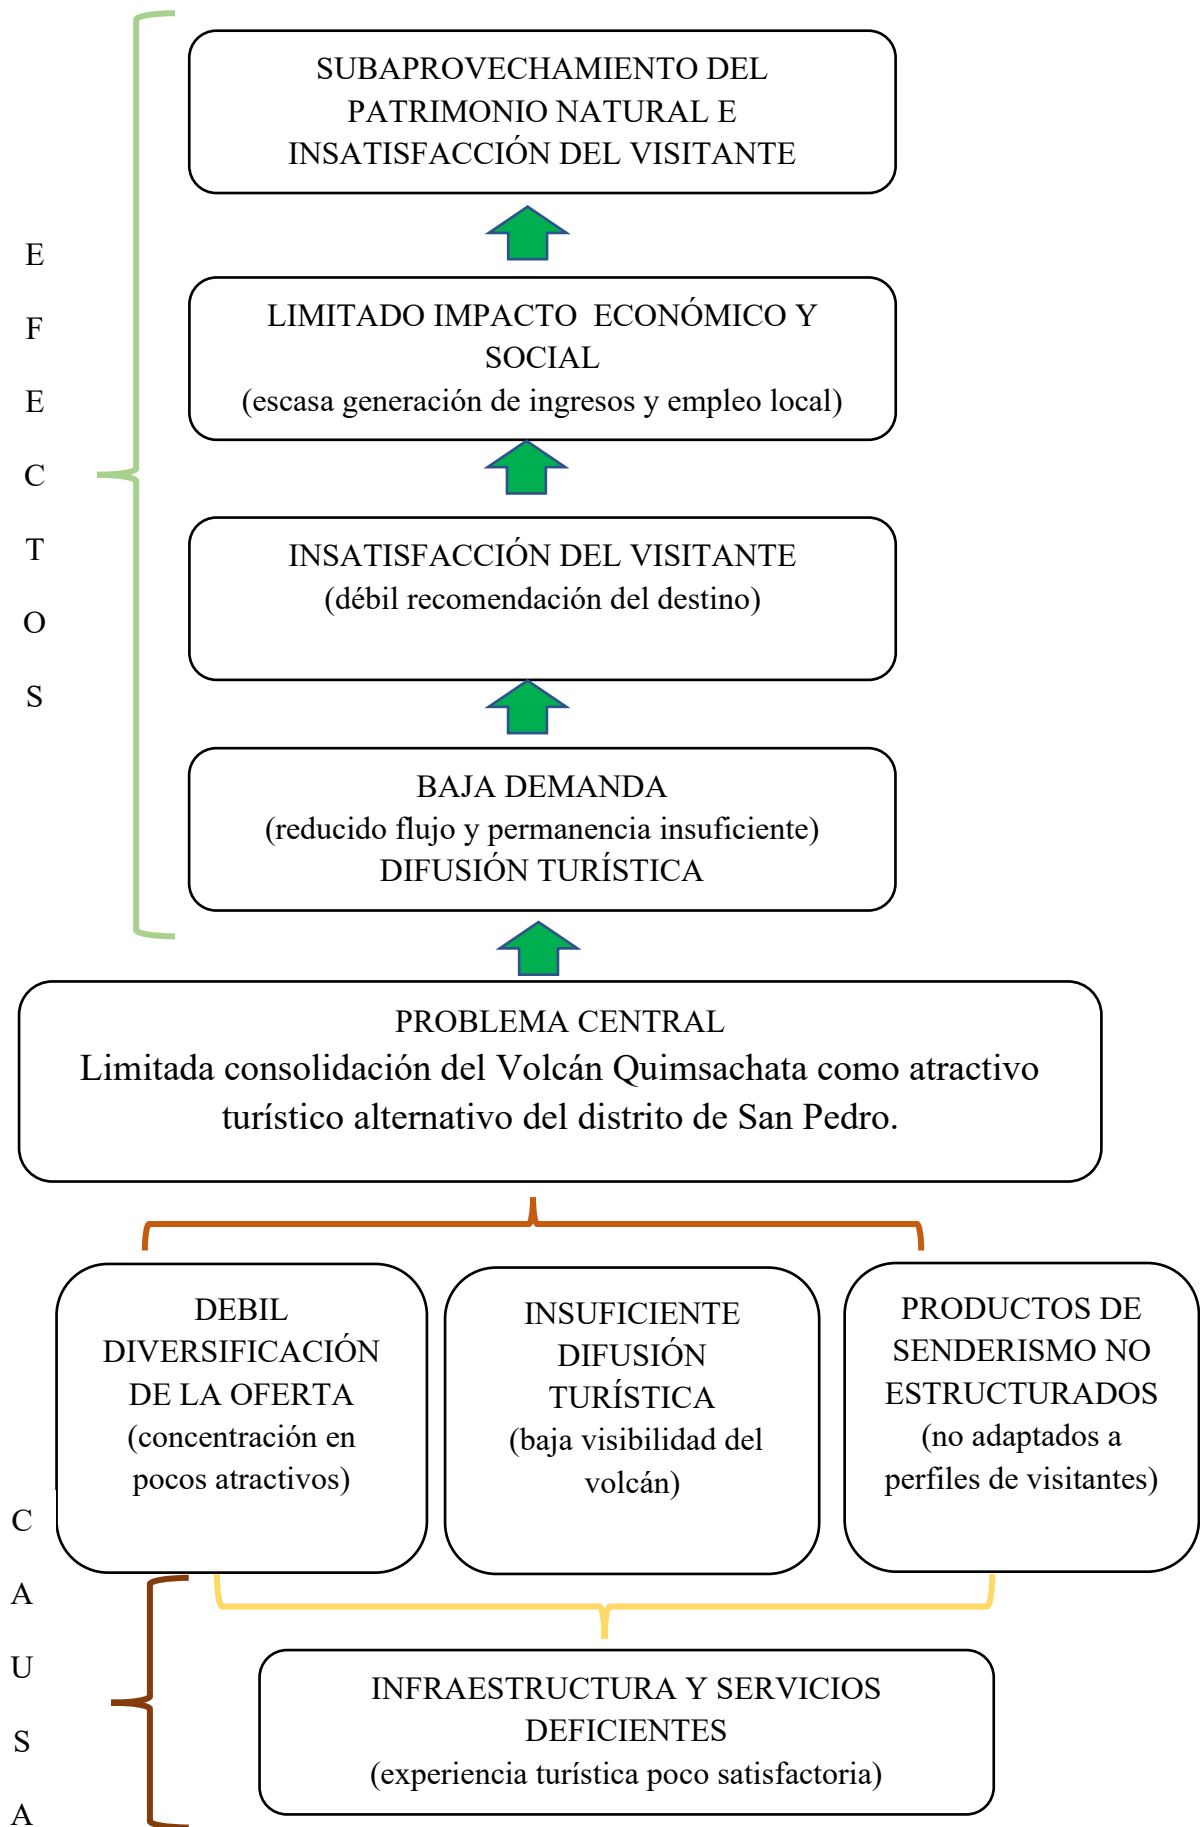 SUBAPROVECHAMIENTO DEL
PATRIMONIO NATURAL E
INSATISFACCIÓN DEL VISITANTE
E
F
E
C
T
O
S
LIMITADO IMPACTO ECONÓMICO Y
SOCIAL
(escasa generación de ingresos y empleo local)
INSATISFACCIÓN DEL VISITANTE
(débil recomendación del destino)
BAJA DEMANDA
(reducido flujo y permanencia insuficiente)
DIFUSIÓN TURÍSTICA
PROBLEMA CENTRAL
Limitada consolidación del Volcán Quimsachata como atractivo
turístico alternativo del distrito de San Pedro.
DEBIL
DIVERSIFICACIÓN
DE LA OFERTA
(concentración en
pocos atractivos)
INSUFICIENTE
DIFUSIÓN
TURÍSTICA
(baja visibilidad del
volcán)
PRODUCTOS DE
SENDERISMO NO
ESTRUCTURADOS
(no adaptados a
perfiles de visitantes)
C
A
U
S
A
INFRAESTRUCTURA Y SERVICIOS
DEFICIENTES
(experiencia turística poco satisfactoria)